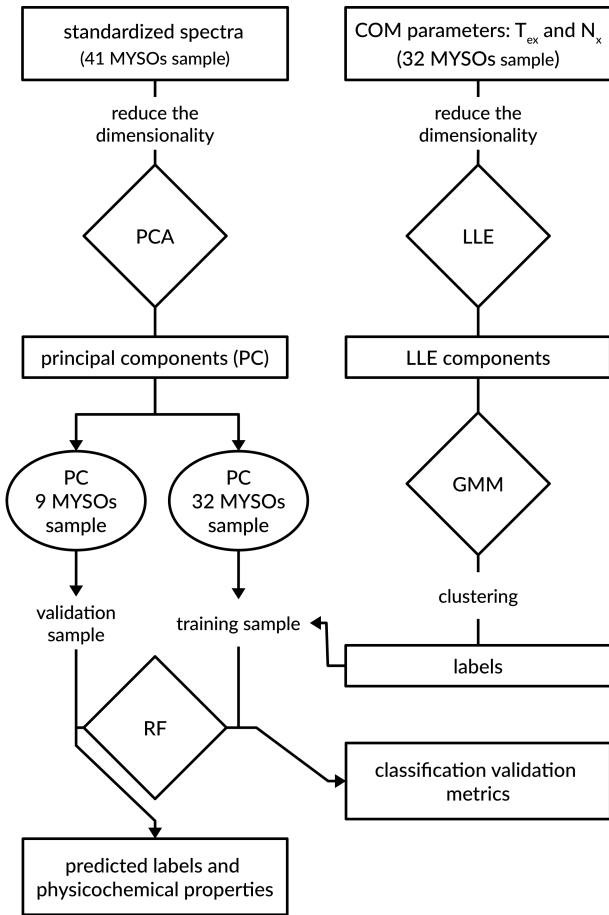 standardized spectra
(41 MYSOs sample)
reduce the
dimensionality
PCA
principal components (PC)
PC
9 MYSOs
sample
PC
32 MYSOs
sample
validation
sample
training sample
RF
predicted labels and
physicochemical properties
COM parameters: Tₑₓ and Nₓ
(32 MYSOs sample)
reduce the
dimensionality
LLE
LLE components
GMM
clustering
labels
classification validation
metrics